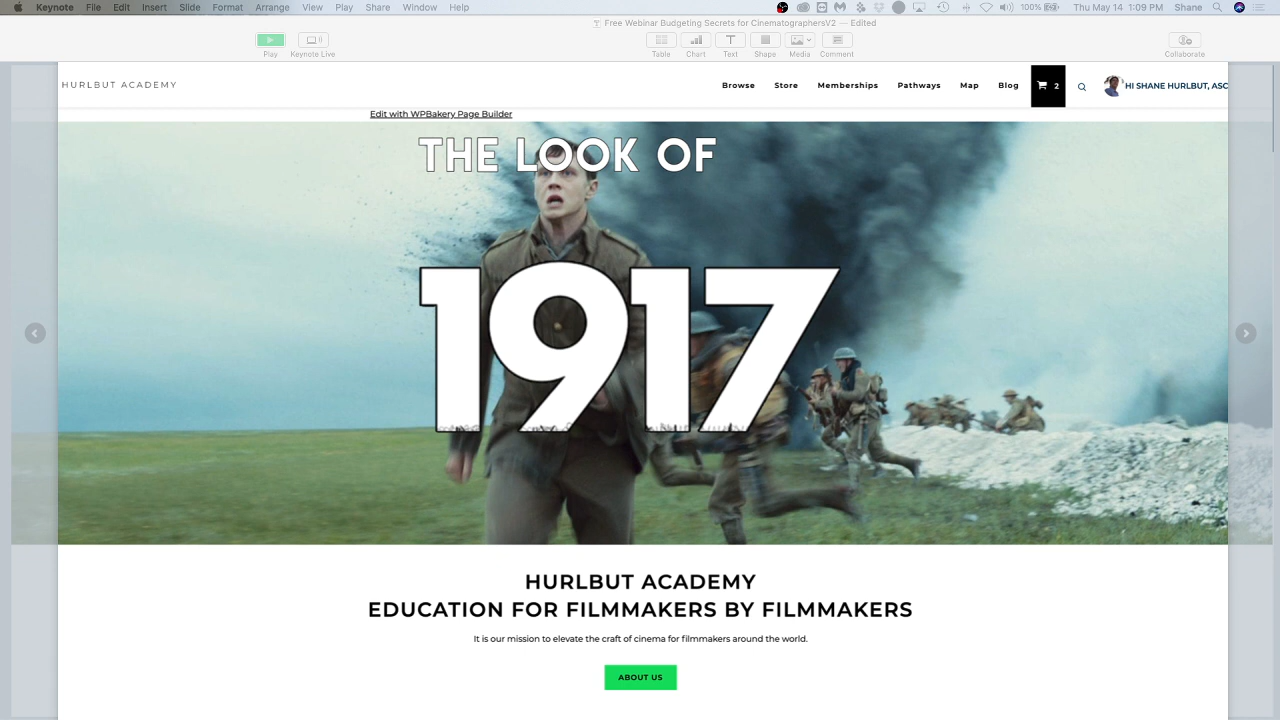 Keynote File Edit Insert Slide Format Arrange View Play Share Window Help 100% Thu May 14 1:09 PM Shane
Free Webinar Budgeting Secrets for CinematographersV2 — Edited
Play Keynote Live Table Chart Text Shape Media Comment Collaborate
HURLBUT ACADEMY Browse Store Memberships Pathways Map Blog 2 HI SHANE HURLBUT, ASC
Edit with WPBakery Page Builder
THE LOOK OF
1917
HURLBUT ACADEMY
EDUCATION FOR FILMMAKERS BY FILMMAKERS
It is our mission to elevate the craft of cinema for filmmakers around the world.
ABOUT US